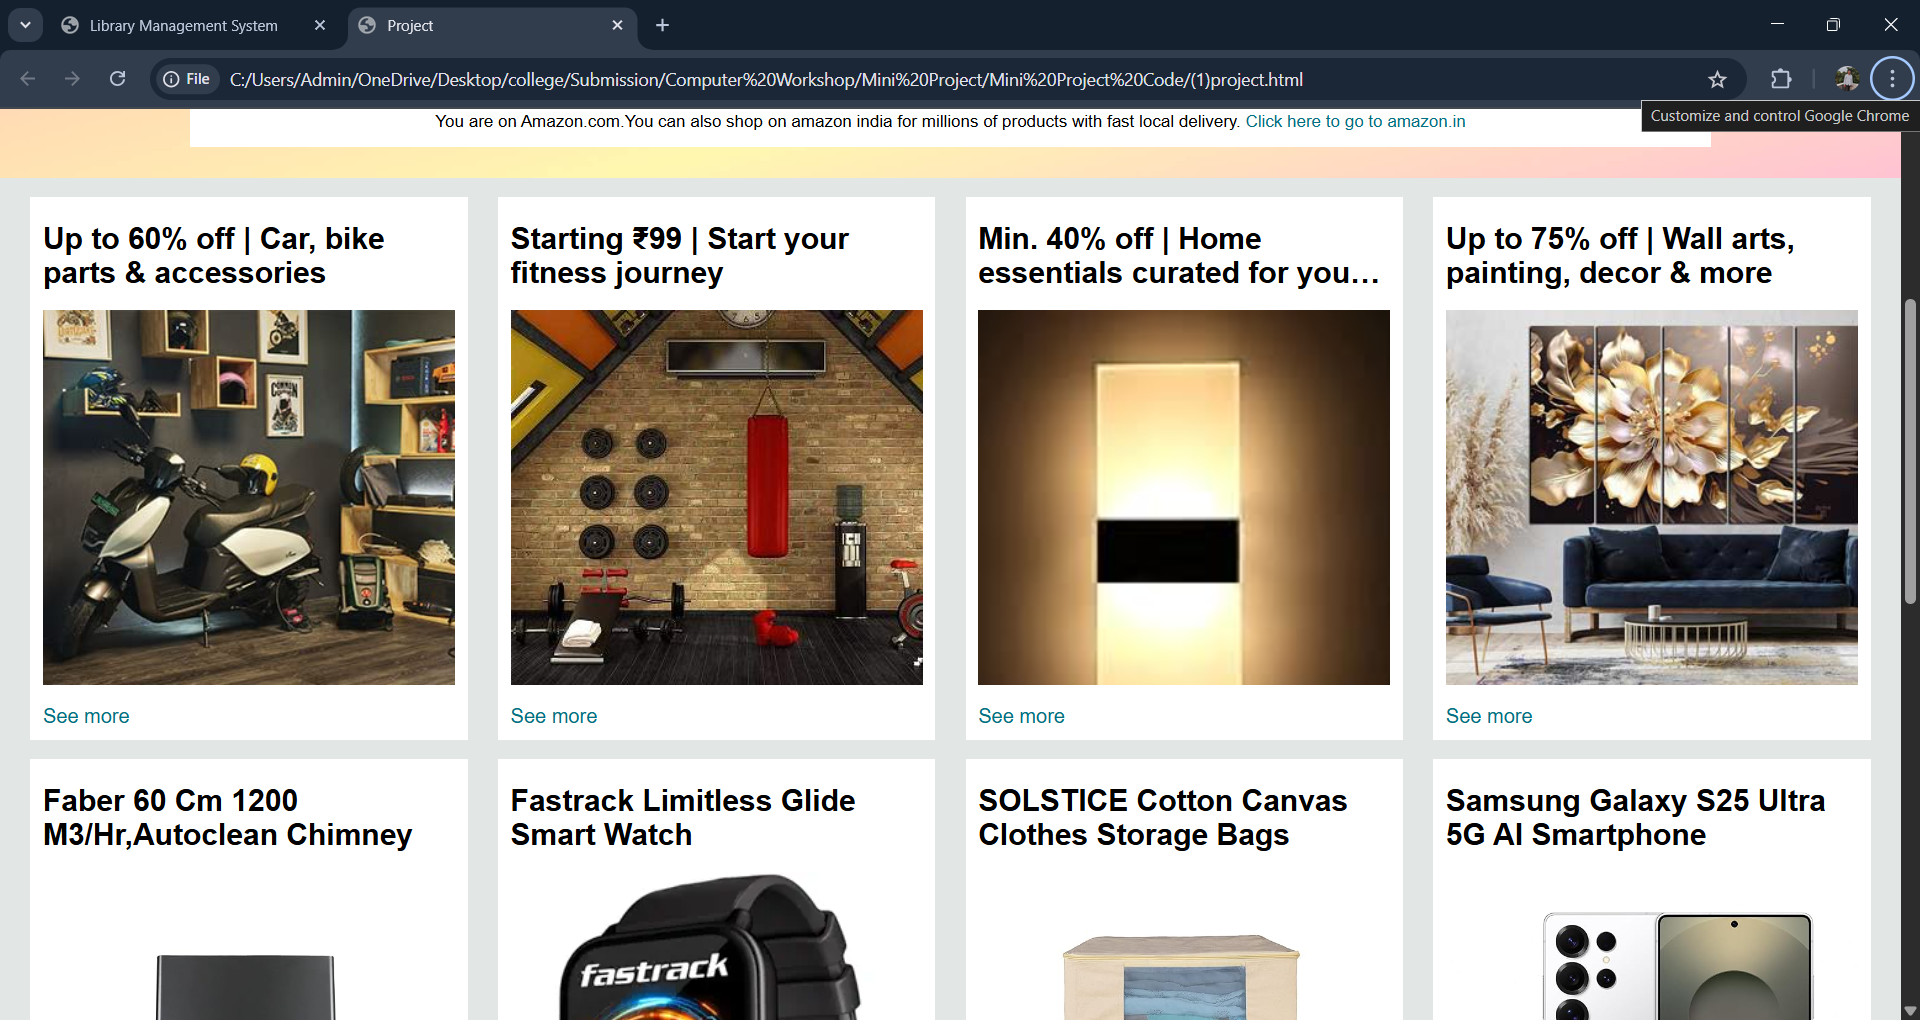 Library Management System
Project
File
C:/Users/Admin/OneDrive/Desktop/college/Submission/Computer%20Workshop/Mini%20Project/Mini%20Project%20Code/(1)project.html
Customize and control Google Chrome
You are on Amazon.com.You can also shop on amazon india for millions of products with fast local delivery. Click here to go to amazon.in
Up to 60% off | Car, bike
parts & accessories
See more
Starting ₹99 | Start your
fitness journey
See more
Min. 40% off | Home
essentials curated for you…
See more
Up to 75% off | Wall arts,
painting, decor & more
See more
Faber 60 Cm 1200
M3/Hr,Autoclean Chimney
Fastrack Limitless Glide
Smart Watch
fastrack
SOLSTICE Cotton Canvas
Clothes Storage Bags
Samsung Galaxy S25 Ultra
5G AI Smartphone